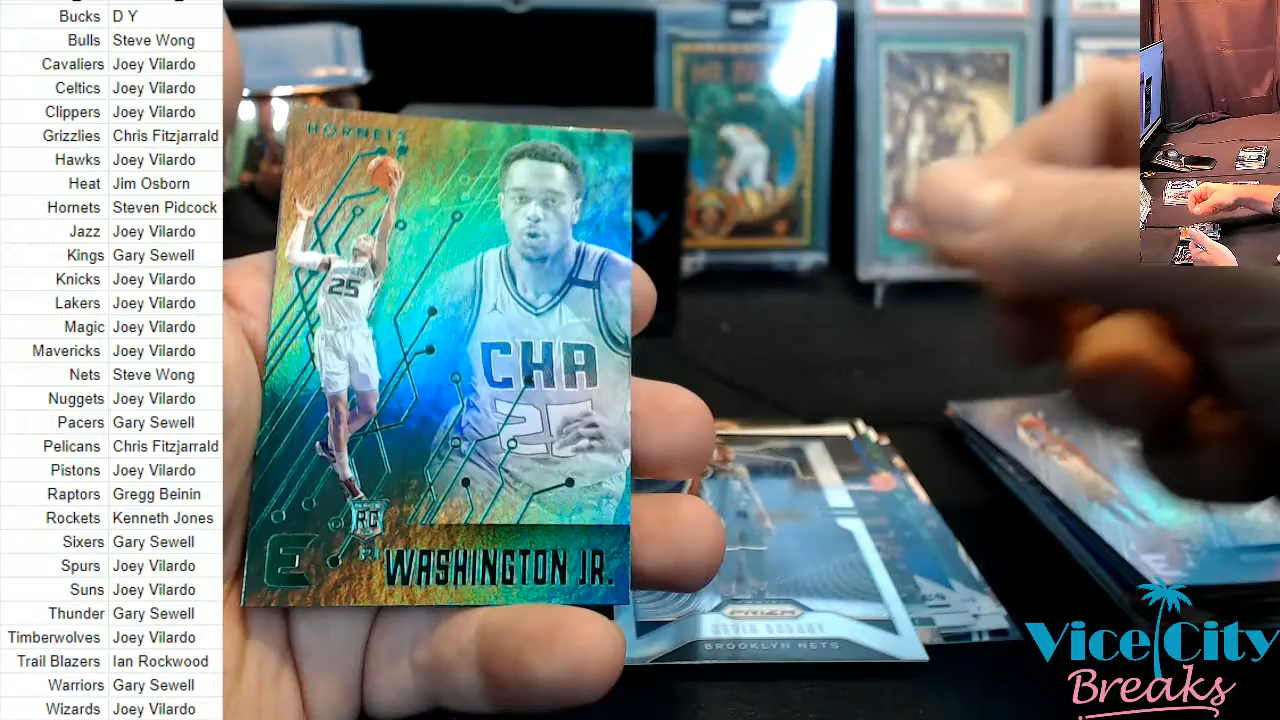 Bucks D Y
Bulls Steve Wong
Cavaliers Joey Vilardo
Celtics Joey Vilardo
Clippers Joey Vilardo
Grizzlies Chris Fitzjarrald
Hawks Joey Vilardo
Heat Jim Osborn
Hornets Steven Pidcock
Jazz Joey Vilardo
Kings Gary Sewell
Knicks Joey Vilardo
Lakers Joey Vilardo
Magic Joey Vilardo
Mavericks Joey Vilardo
Nets Steve Wong
Nuggets Joey Vilardo
Pacers Gary Sewell
Pelicans Chris Fitzjarrald
Pistons Joey Vilardo
Raptors Gregg Beinin
Rockets Kenneth Jones
Sixers Gary Sewell
Spurs Joey Vilardo
Suns Joey Vilardo
Thunder Gary Sewell
Timberwolves Joey Vilardo
Trail Blazers Ian Rockwood
Warriors Gary Sewell
Wizards Joey Vilardo
HORNETS
25
CHA
25
RC
E
PJ WASHINGTON JR.
PRIZM
BROOKLYN NETS
Vice City
Breaks